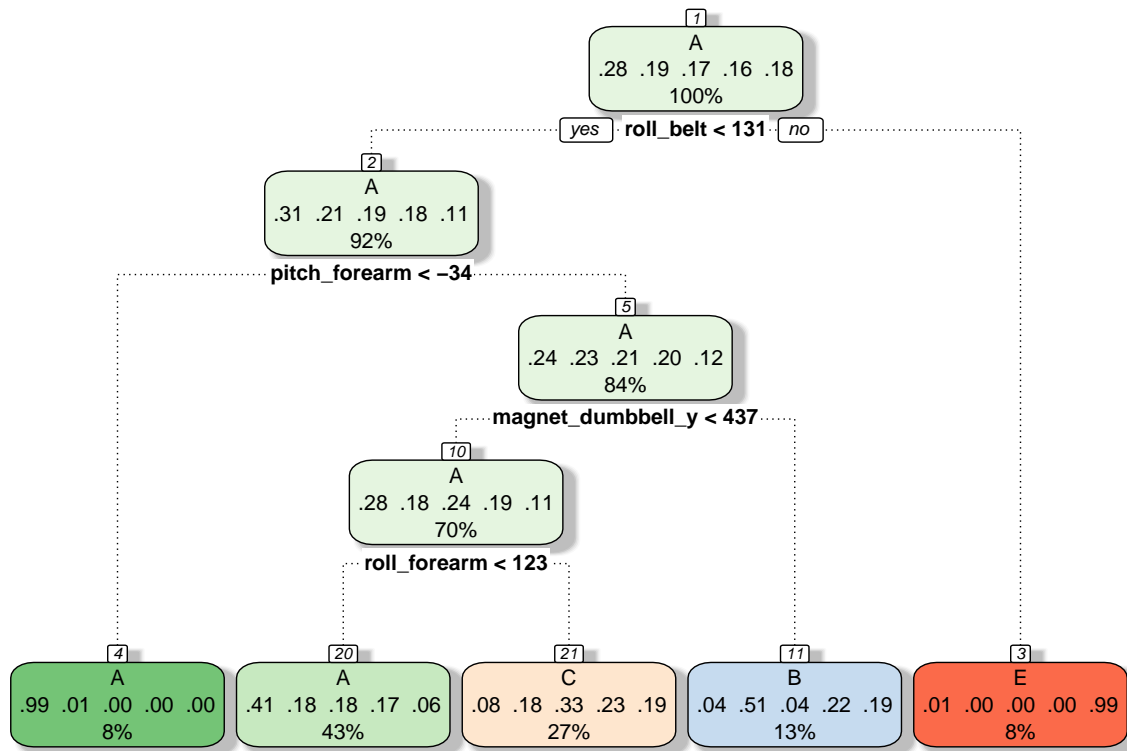 1
A
.28 .19 .17 .16 .18
100%
yes roll_belt < 131 no
2
A
.31 .21 .19 .18 .11
92%
pitch_forearm < −34
5
A
.24 .23 .21 .20 .12
84%
magnet_dumbbell_y < 437
10
A
.28 .18 .24 .19 .11
70%
roll_forearm < 123
4
A
.99 .01 .00 .00 .00
8%
20
A
.41 .18 .18 .17 .06
43%
21
C
.08 .18 .33 .23 .19
27%
11
B
.04 .51 .04 .22 .19
13%
3
E
.01 .00 .00 .00 .99
8%